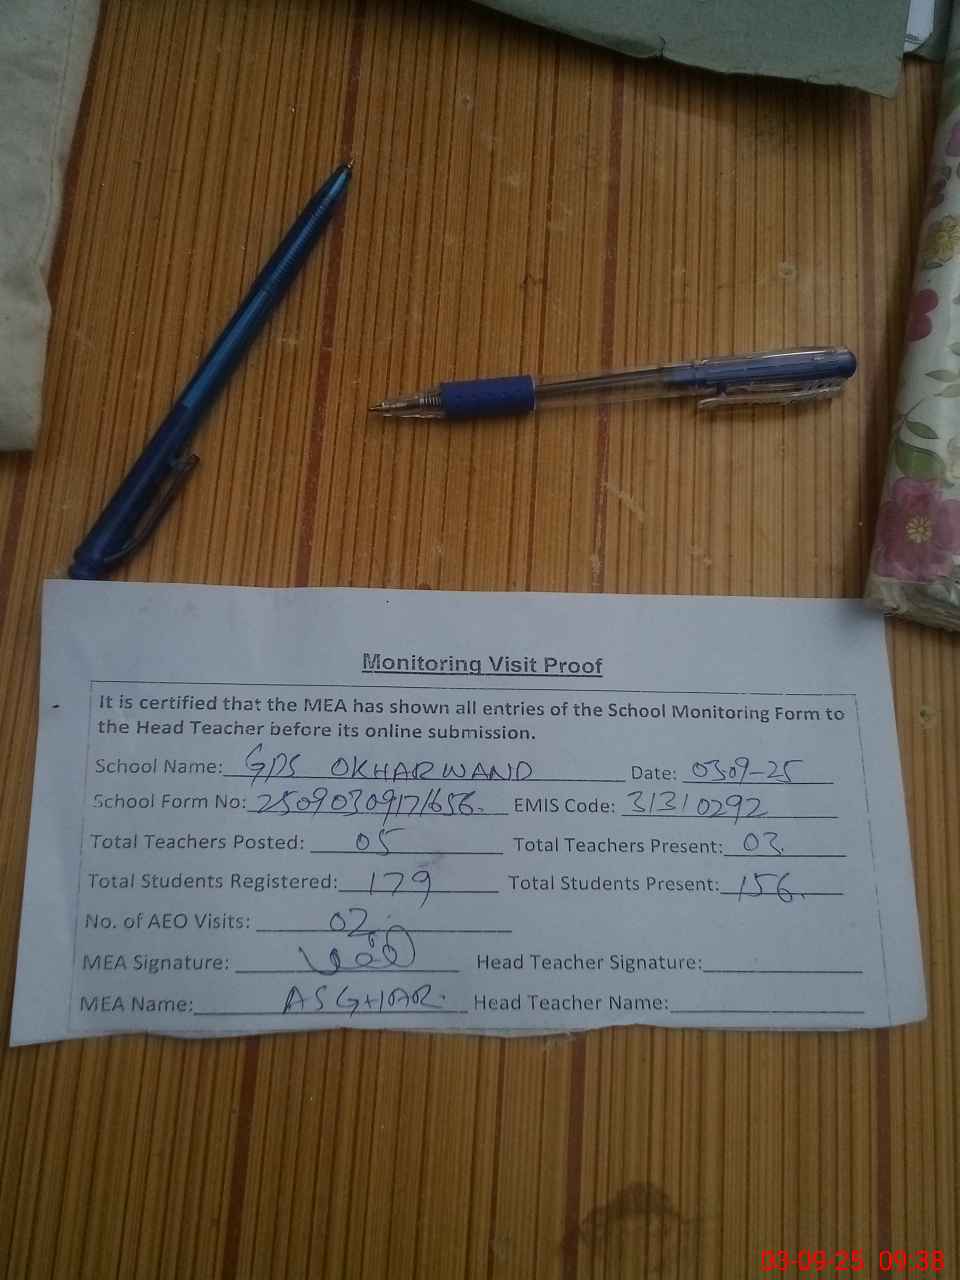 Monitoring Visit Proof
It is certified that the MEA has shown all entries of the School Monitoring Form to
the Head Teacher before its online submission.
School Name: GPS OKHARWAND Date: 0309-25
School Form No: 25090309171656. EMIS Code: 31310292
Total Teachers Posted: 05 Total Teachers Present: 03.
Total Students Registered: 179 Total Students Present: 156.
No. of AEO Visits: 02
MEA Signature: Head Teacher Signature:
MEA Name: ASGHAR. Head Teacher Name:
03-09-25 09:38